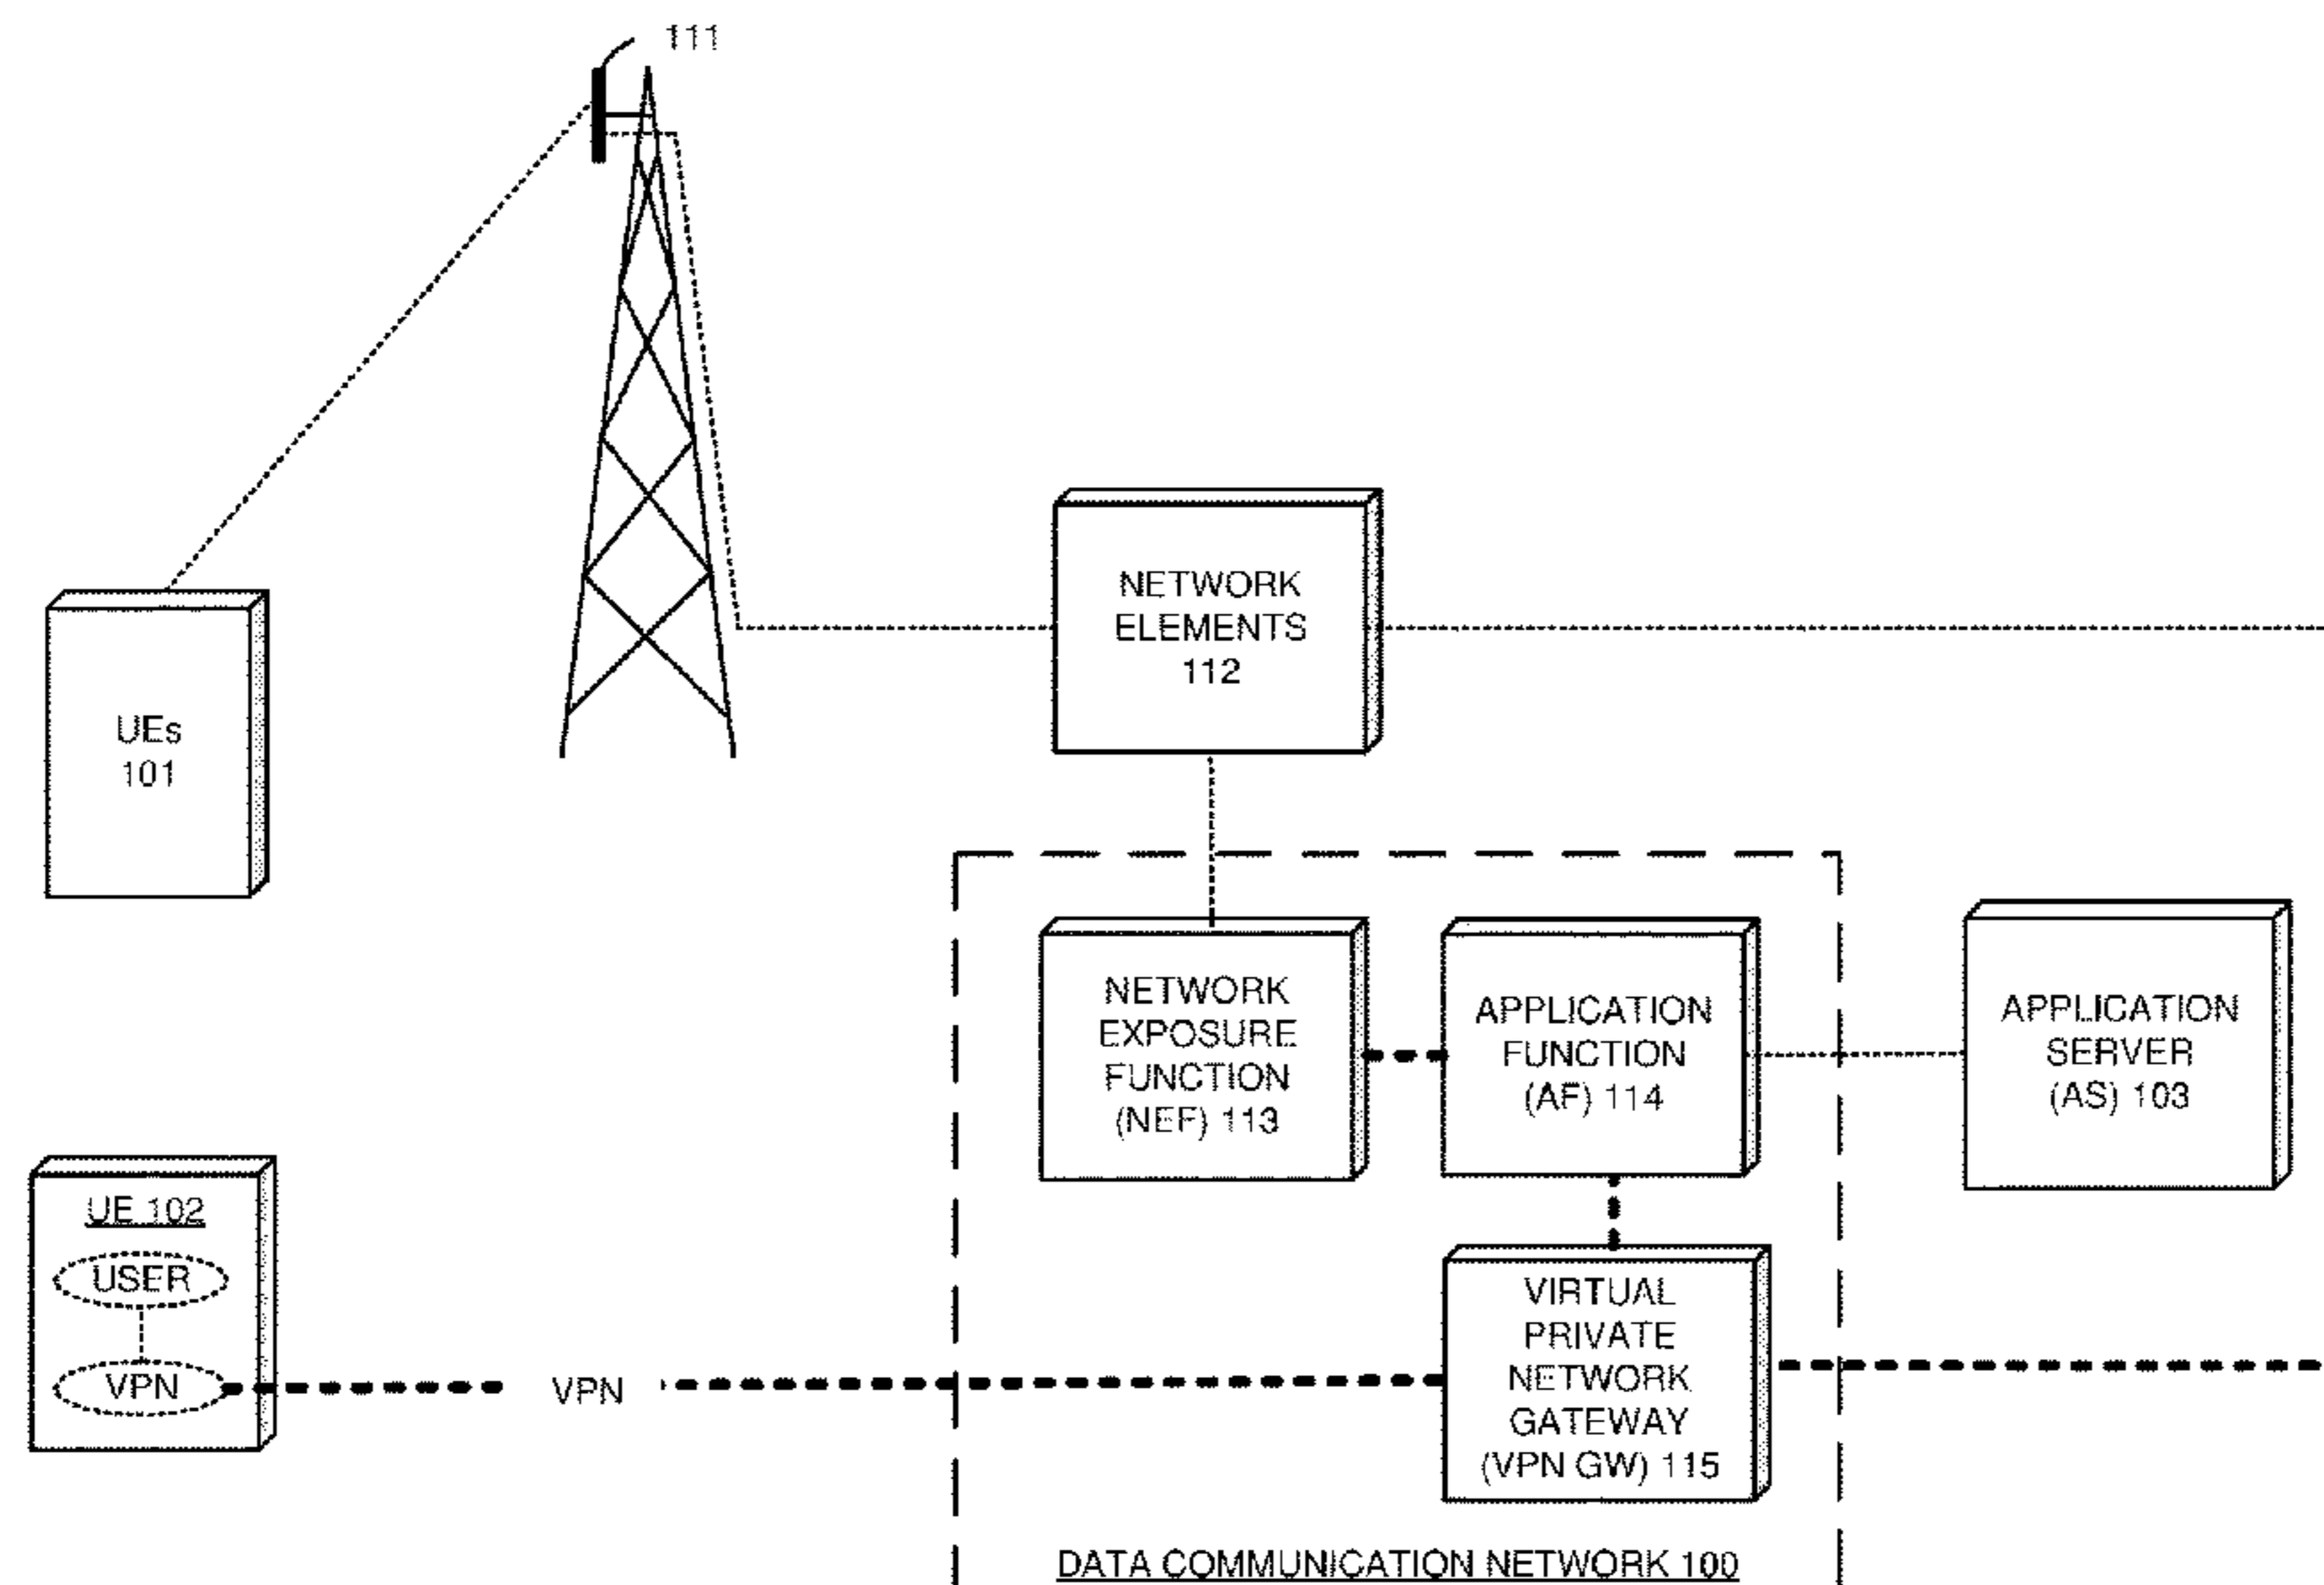 111
NETWORK
ELEMENTS
112
UEs
101
NETWORK
EXPOSURE
FUNCTION
(NEF) 113
APPLICATION
FUNCTION
(AF) 114
APPLICATION
SERVER
(AS) 103
UE 102
USER
VPN
VPN
VIRTUAL
PRIVATE
NETWORK
GATEWAY
(VPN GW) 115
DATA COMMUNICATION NETWORK 100